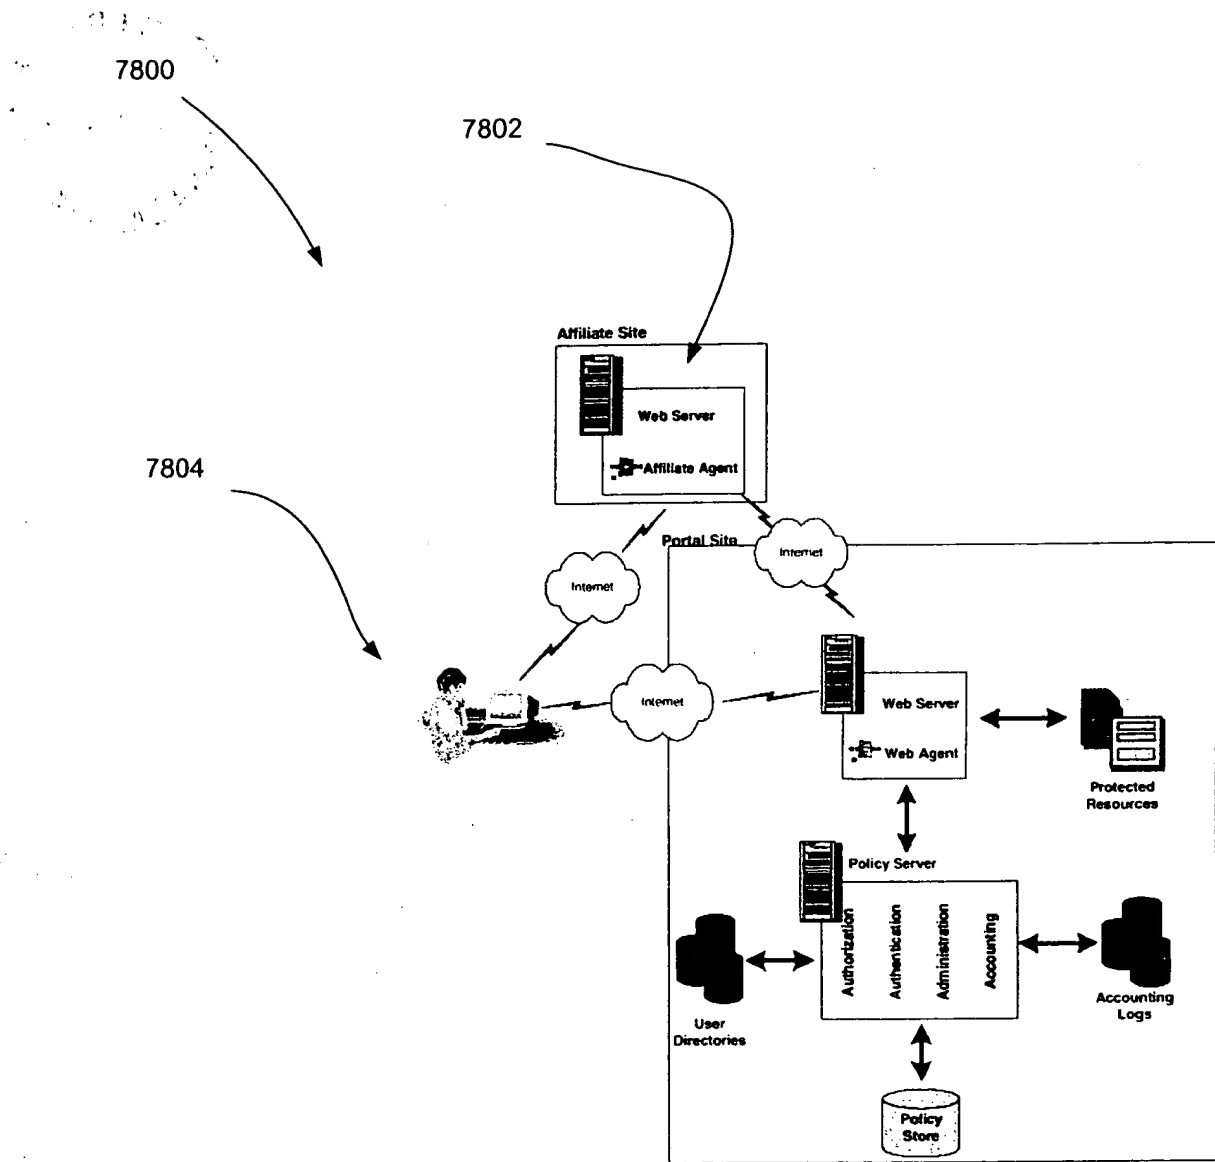 7800
7802
Affiliate Site
Web Server
Affiliate Agent
7804
Portal Site
Internet
Internet
Internet
Web Server
Web Agent
Protected
Resources
Policy Server
Authorization
Authentication
Administration
Accounting
User
Directories
Accounting
Logs
Policy
Store